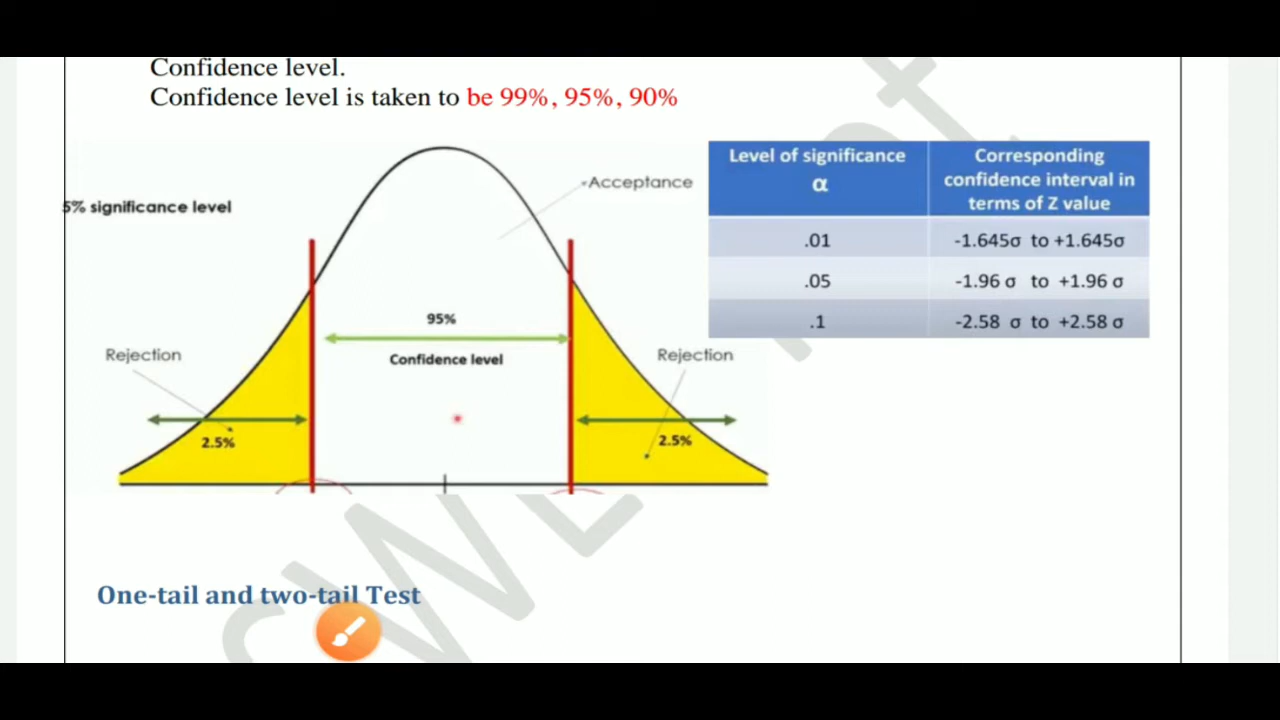 Confidence level.
Confidence level is taken to be 99%, 95%, 90%
5% significance level
Acceptance
95%
Confidence level
Rejection
2.5%
Rejection
2.5%
Level of significance α
Corresponding confidence interval in terms of Z value
.01 -1.645σ to +1.645σ
.05 -1.96 σ to +1.96 σ
.1 -2.58 σ to +2.58 σ
One-tail and two-tail Test